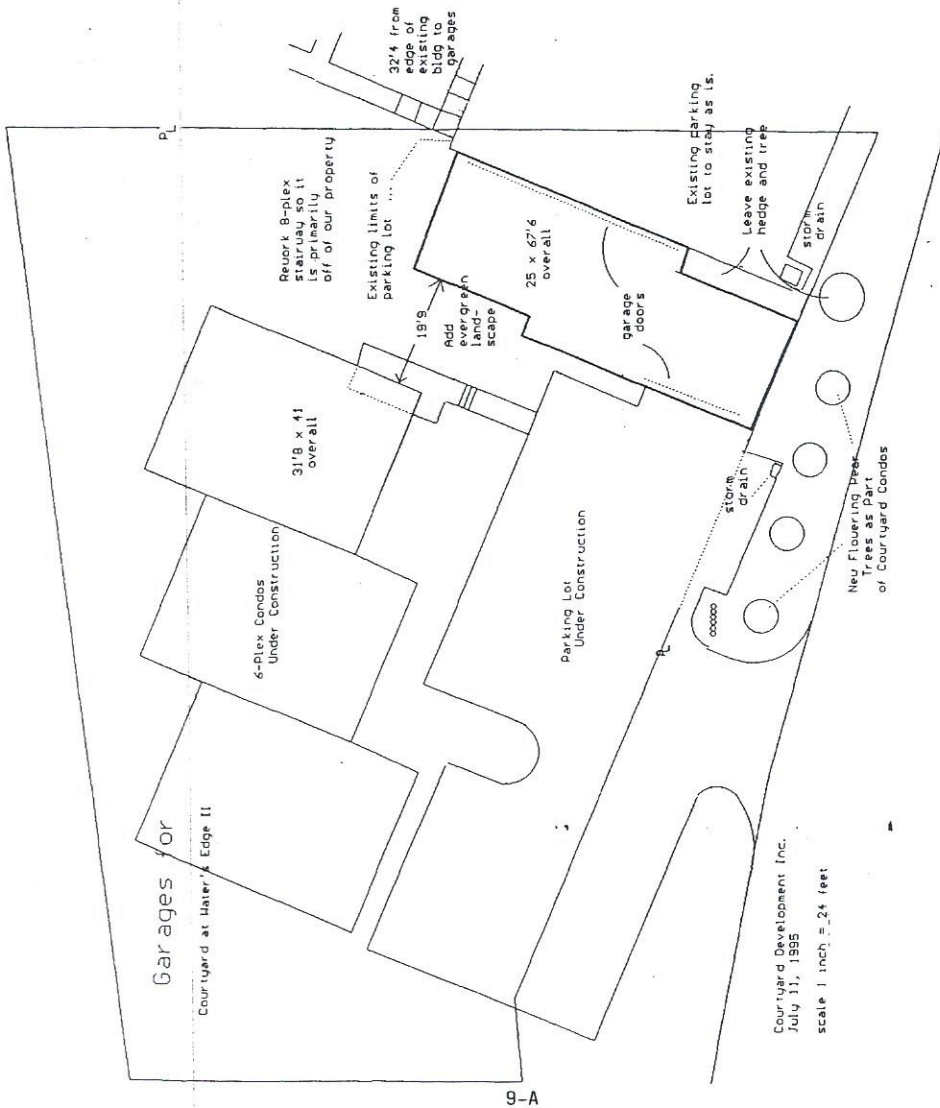 Garages for
Courtyard at Water's Edge II
32'4 from
edge of
existing
bldg to
garages
PL
Rework 8-plex
stairway so it
is primarily
off of our property
Existing limits of
parking lot ...
19'9
Add
evergreen
land-
scape
25 x 67'6
overall
garage
doors
Existing parking
lot to stay as is.
Leave existing
hedge and tree
storm
drain
31'8 x 41
overall
6-Plex Condos
Under Construction
Parking Lot
Under Construction
storm
drain
PL
New Flowering Pear
Trees as Part
of Courtyard Condos
Courtyard Development Inc.
July 11, 1995
scale 1 inch = 24 feet
9-A